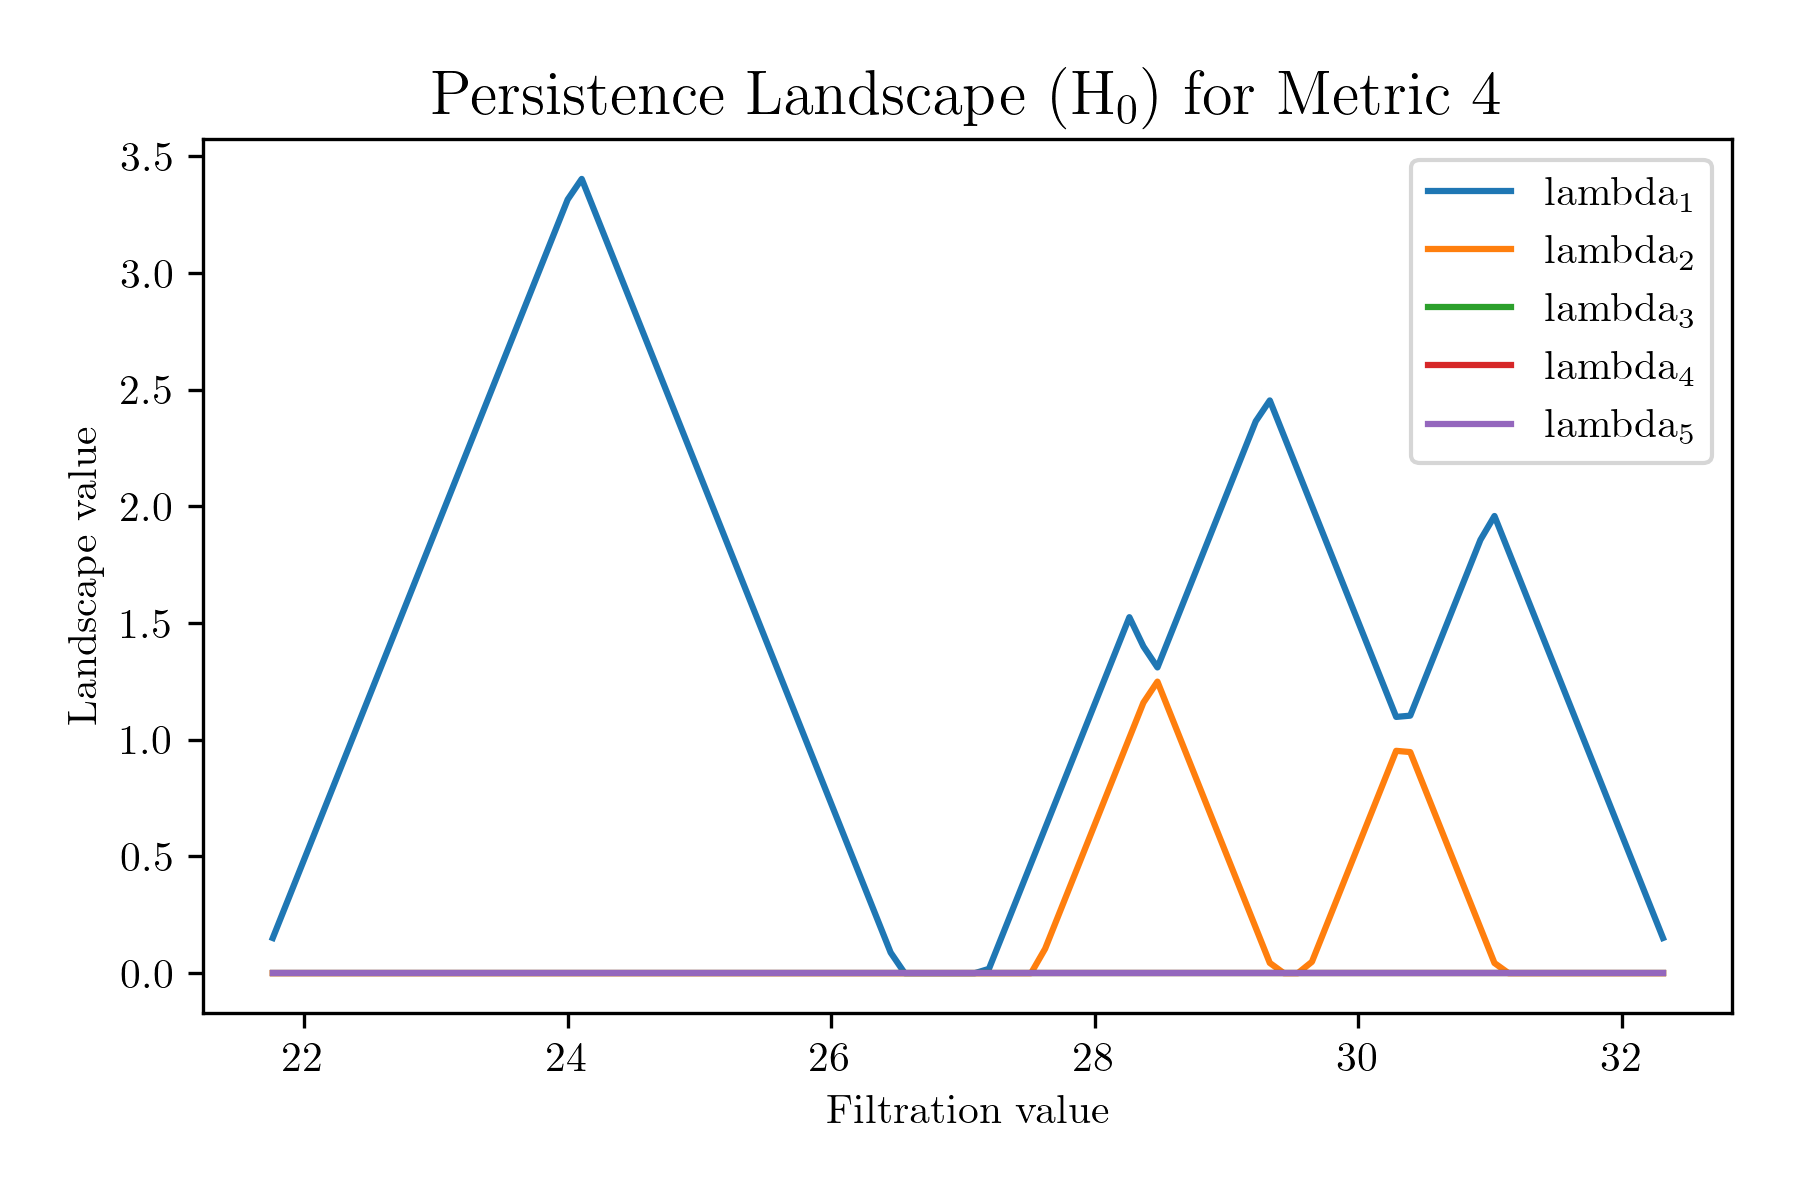 Persistence Landscape (H₀) for Metric 4
3.5
3.0
2.5
2.0
1.5
1.0
0.5
0.0
Landscape value
22 24 26 28 30 32
Filtration value
lambda₁
lambda₂
lambda₃
lambda₄
lambda₅